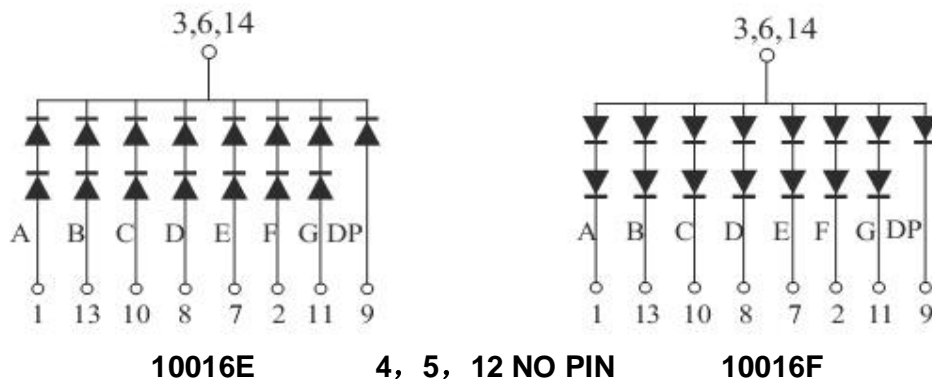 3,6,14 3,6,14
A B C D E F G DP A B C D E F G DP
1 13 10 8 7 2 11 9 1 13 10 8 7 2 11 9
10016E 4，5，12 NO PIN 10016F